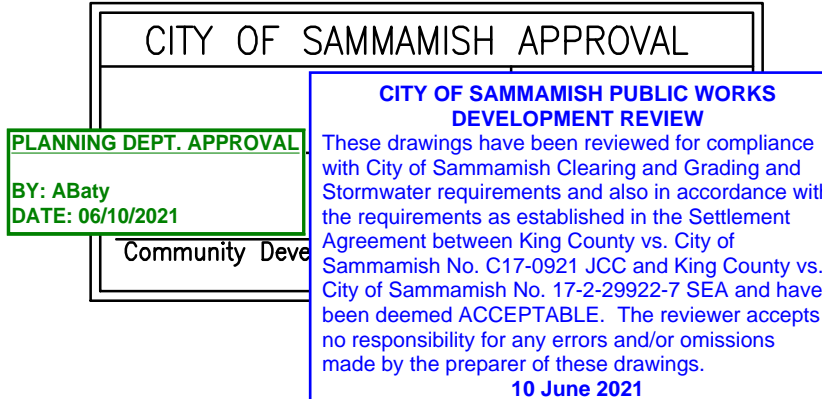 CITY OF SAMMAMISH APPROVAL
PLANNING DEPT. APPROVAL
BY: ABaty
DATE: 06/10/2021
Community Deve
CITY OF SAMMAMISH PUBLIC WORKS
DEVELOPMENT REVIEW
These drawings have been reviewed for compliance
with City of Sammamish Clearing and Grading and
Stormwater requirements and also in accordance with
the requirements as established in the Settlement
Agreement between King County vs. City of
Sammamish No. C17-0921 JCC and King County vs.
City of Sammamish No. 17-2-29922-7 SEA and have
been deemed ACCEPTABLE. The reviewer accepts
no responsibility for any errors and/or omissions
made by the preparer of these drawings.
10 June 2021